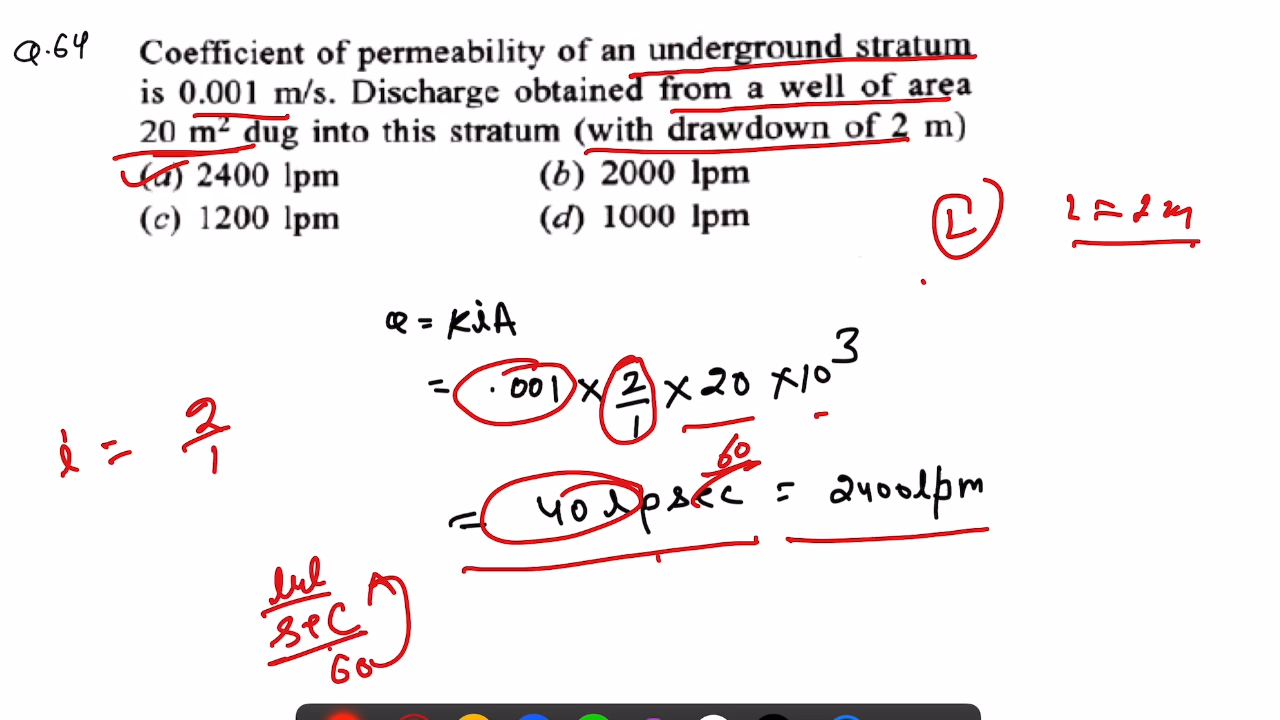 Q.64
Coefficient of permeability of an underground stratum
is 0.001 m/s. Discharge obtained from a well of area
20 m² dug into this stratum (with drawdown of 2 m)
(a) 2400 lpm (b) 2000 lpm
(c) 1200 lpm (d) 1000 lpm
L = 2 m
Q = KiA
= .001 × 2/1 × 20 × 10³
i = 2/1
60
= 40 lpsec = 2400 lpm
sec
60